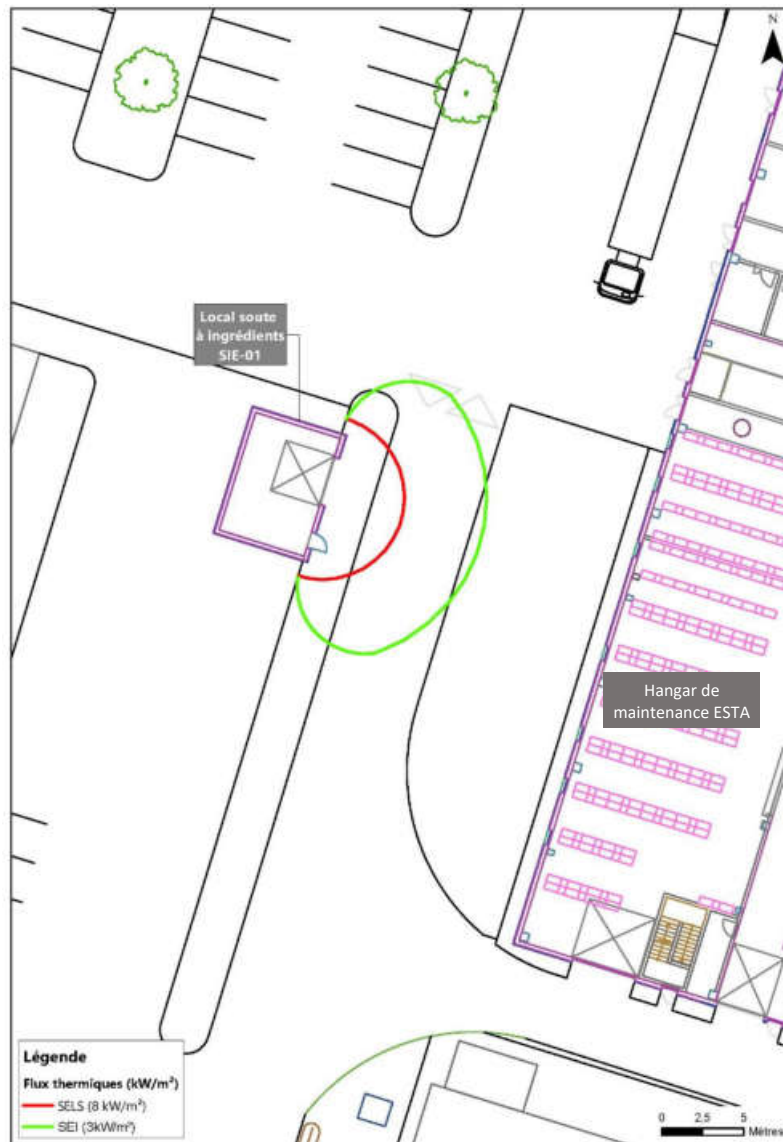 N
Local soute
à ingrédients
SIE-01
Hangar de
maintenance ESTA
Légende
Flux thermiques (kW/m²)
SELS (8 kW/m²)
SEI (3kW/m²)
0 2,5 5
Mètres